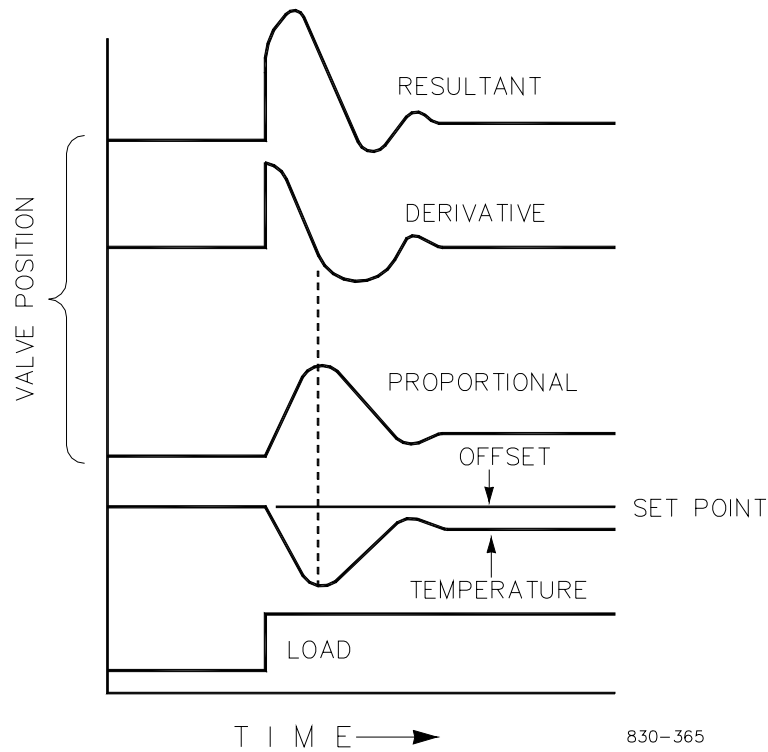 RESULTANT
DERIVATIVE
VALVE POSITION
PROPORTIONAL
OFFSET
SET POINT
TEMPERATURE
LOAD
TIME
830-365